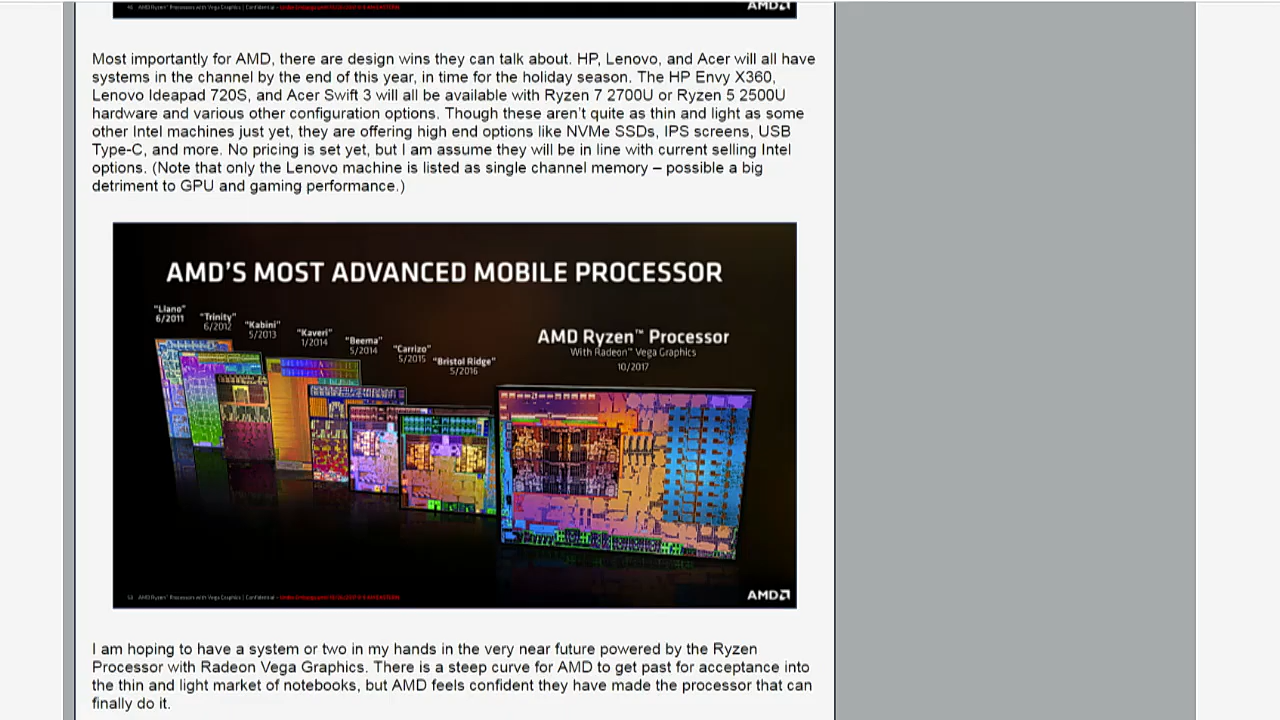 AMD
Most importantly for AMD, there are design wins they can talk about. HP, Lenovo, and Acer will all have
systems in the channel by the end of this year, in time for the holiday season. The HP Envy X360,
Lenovo Ideapad 720S, and Acer Swift 3 will all be available with Ryzen 7 2700U or Ryzen 5 2500U
hardware and various other configuration options. Though these aren't quite as thin and light as some
other Intel machines just yet, they are offering high end options like NVMe SSDs, IPS screens, USB
Type-C, and more. No pricing is set yet, but I am assume they will be in line with current selling Intel
options. (Note that only the Lenovo machine is listed as single channel memory – possible a big
detriment to GPU and gaming performance.)
AMD'S MOST ADVANCED MOBILE PROCESSOR
"Llano"
6/2011
"Trinity"
6/2012
"Kabini"
5/2013
"Kaveri"
1/2014
"Beema"
5/2014
"Carrizo"
5/2015
"Bristol Ridge"
5/2016
AMD Ryzen™ Processor
With Radeon™ Vega Graphics
10/2017
AMD Ryzen™ Processors with Vega Graphics | Confidential –
AMD
I am hoping to have a system or two in my hands in the very near future powered by the Ryzen
Processor with Radeon Vega Graphics. There is a steep curve for AMD to get past for acceptance into
the thin and light market of notebooks, but AMD feels confident they have made the processor that can
finally do it.